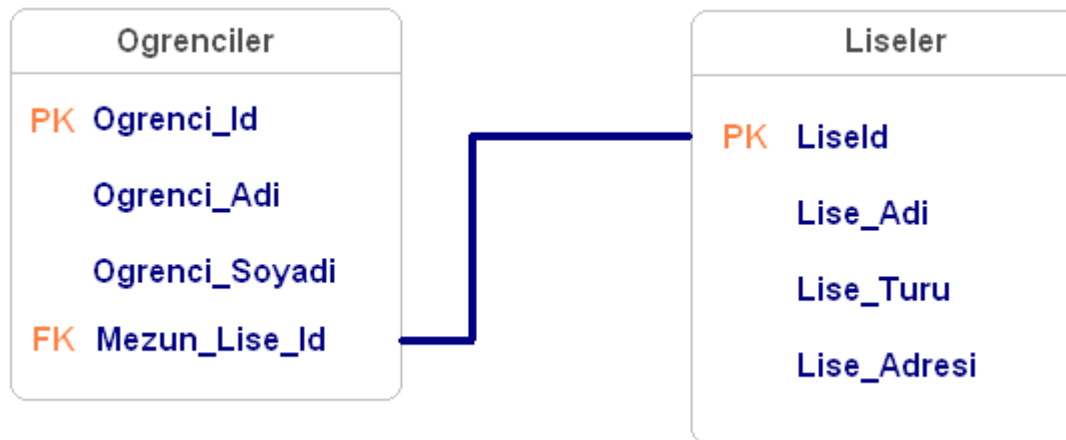 Ogrenciler
PK Ogrenci_Id
Ogrenci_Adi
Ogrenci_Soyadi
FK Mezun_Lise_Id
Liseler
PK LiseId
Lise_Adi
Lise_Turu
Lise_Adresi